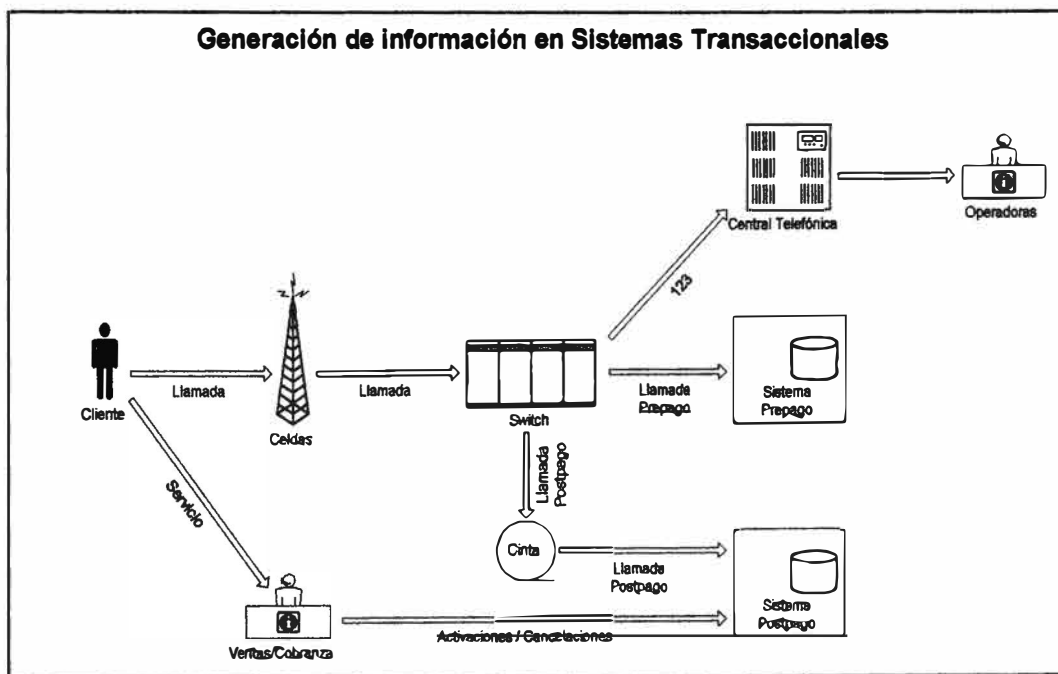 Generación de información en Sistemas Transaccionales
Operadoras
Central Telefónica
123
Cliente
Llamada
Celdas
Llamada
Switch
Llamada
Prepago
Sistema
Prepago
Llamada
Postpago
Servicio
Cinta
Llamada
Postpago
Sistema
Postpago
Ventas/Cobranza
Activaciones / Cancelaciones